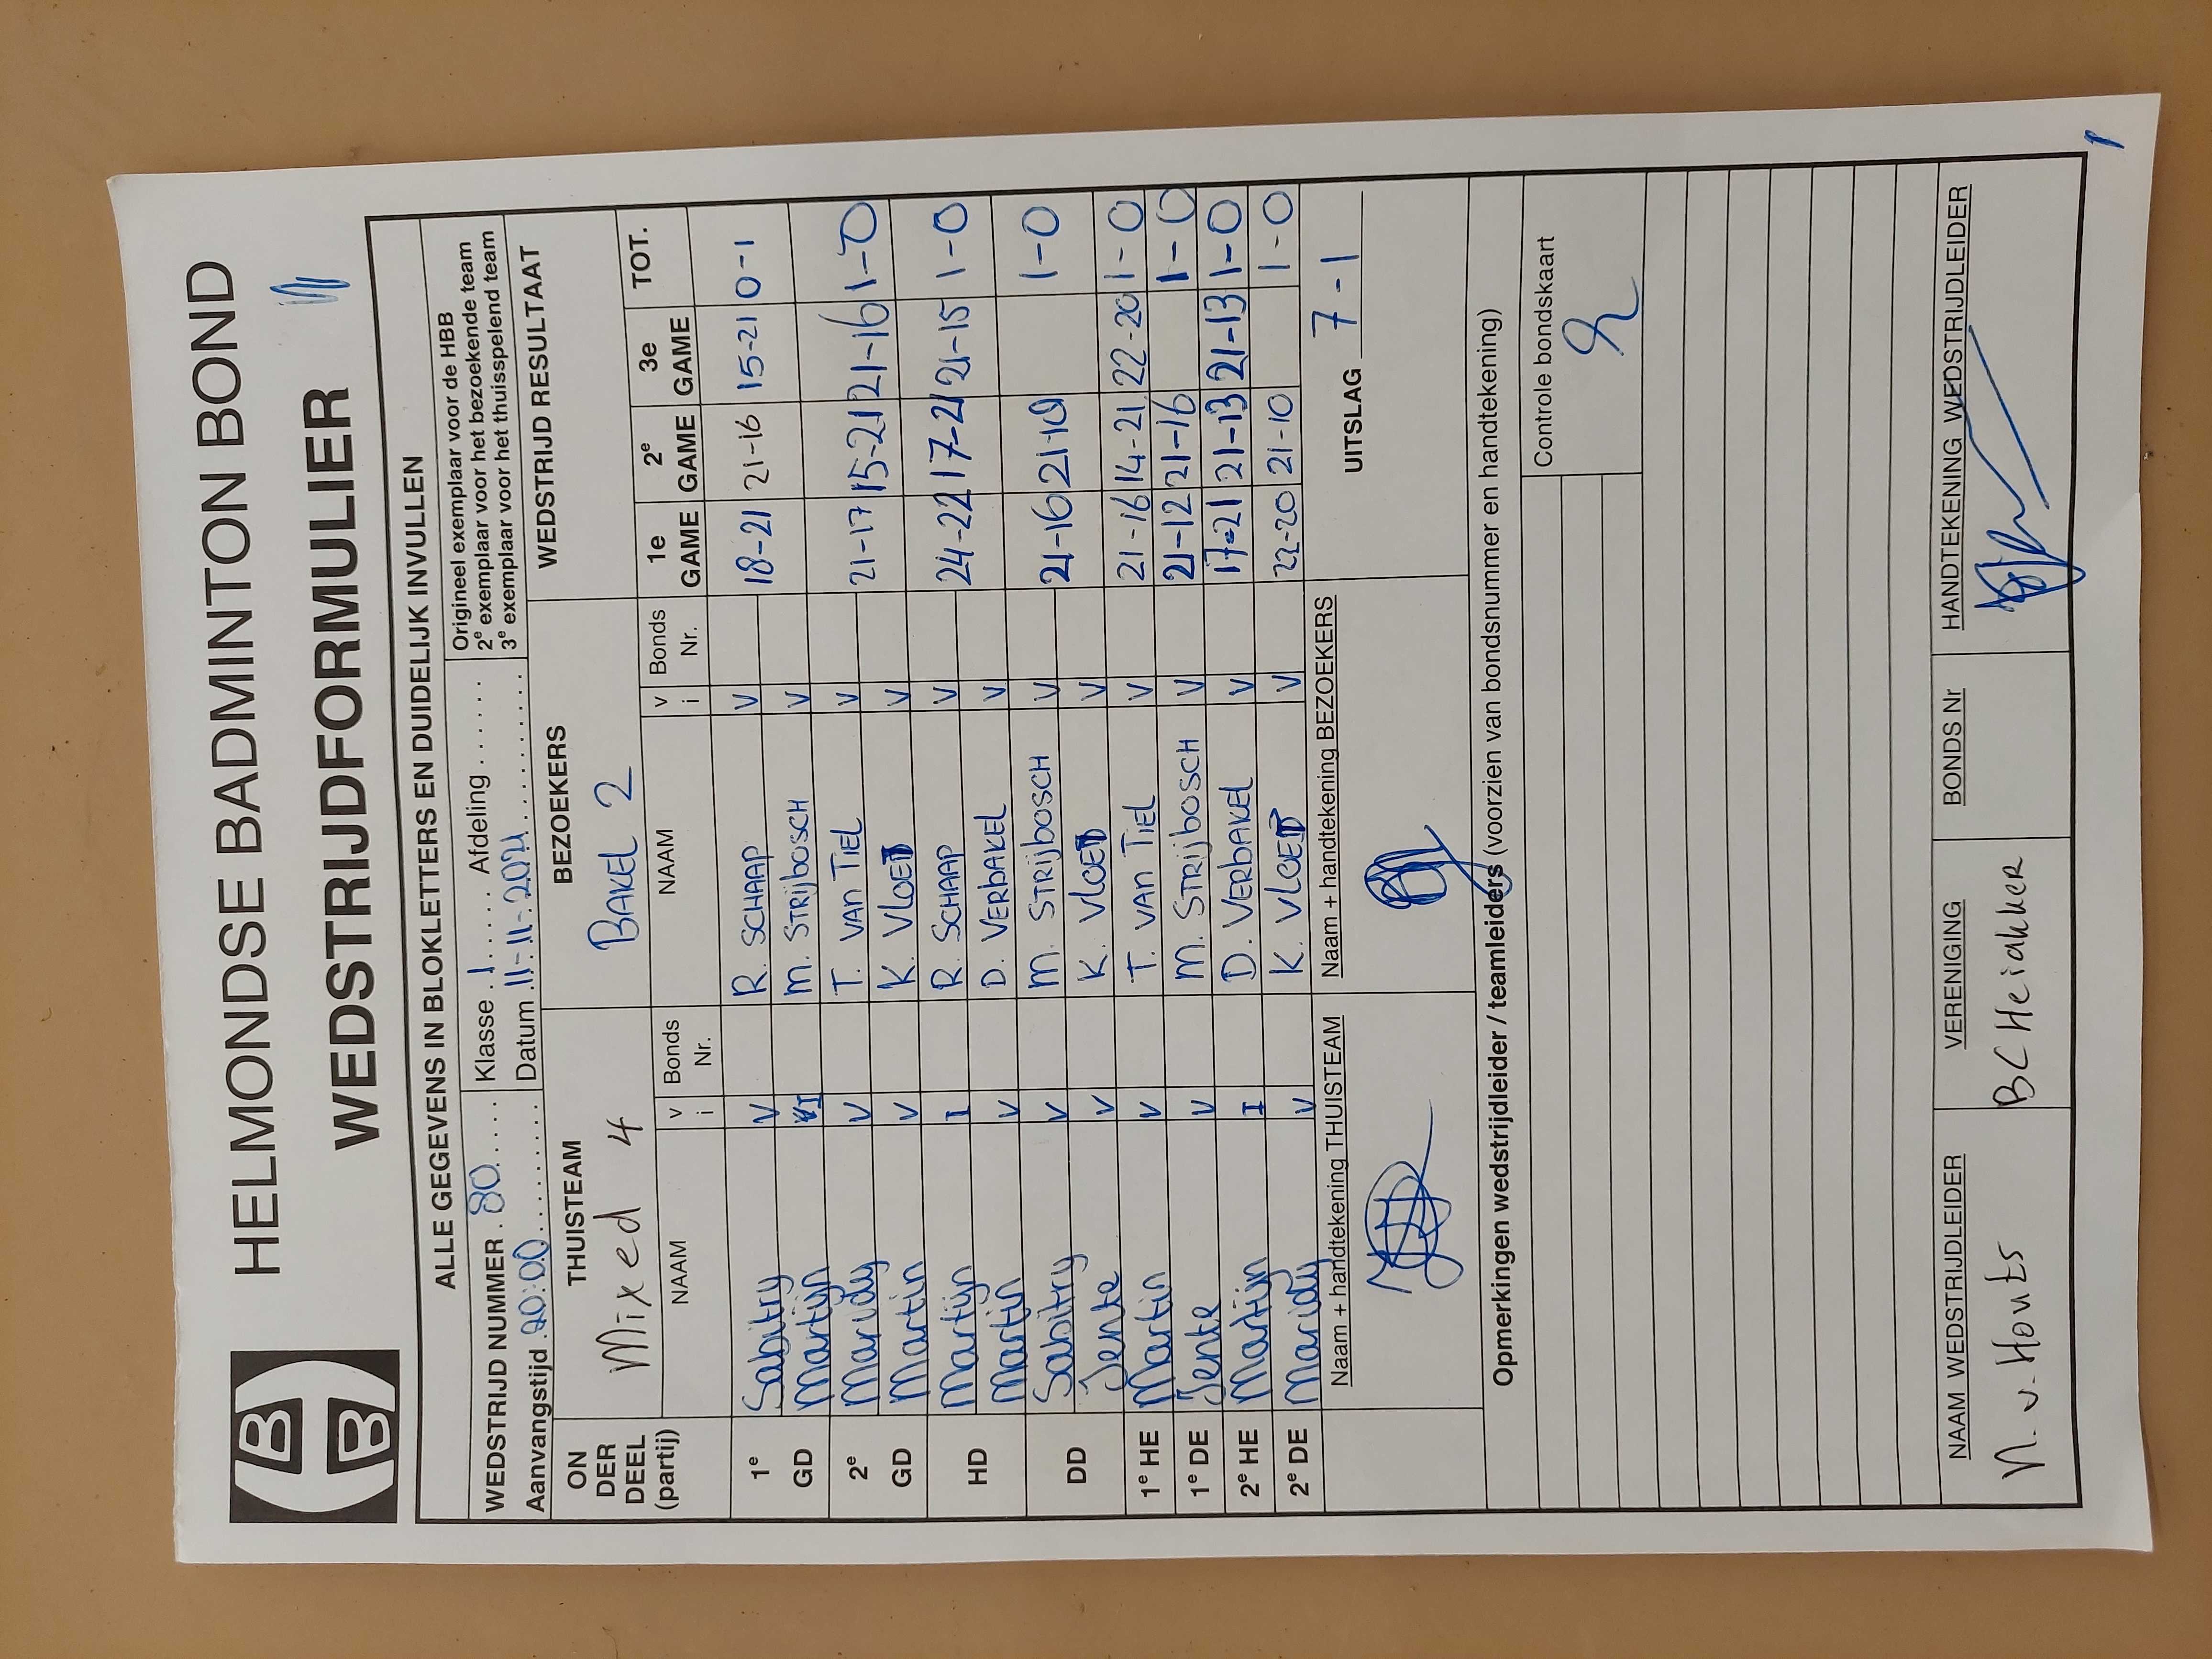 HELMONDSE BADMINTON BOND
WEDSTRIJDFORMULIER
ALLE GEGEVENS IN BLOKLETTERS EN DUIDELIJK INVULLEN
WEDSTRIJD NUMMER 80 Klasse 1 Afdeling
Aanvangstijd 20:00 Datum 11-11-2021
Origineel exemplaar voor de HBB
2e exemplaar voor het bezoekende team
3e exemplaar voor het thuisspelend team
ON DER DEEL (partij) THUISTEAM BEZOEKERS WEDSTRIJD RESULTAAT
Mixed 4 BAKEL 2
NAAM v i Bonds Nr. NAAM v i Bonds Nr. 1e GAME 2e GAME 3e GAME TOT.
1e GD Sabitry V R. SCHAAP V 18-21 21-16 15-21 0-1
Martijn I M. STRIJBOSCH V
2e GD Maridy V T. VAN TIEL V 21-17 15-21 21-16 1-0
Martin V K. VLOET V
HD Martijn I R. SCHAAP V 24-22 17-21 21-15 1-0
Martin V D. VERBAKEL V
DD Sabitry V M. STRIJBOSCH V 21-16 21-19 1-0
Jente V K. VLOET V
1e HE Martin V T. VAN TIEL V 21-16 14-21 22-20 1-0
1e DE Jente V M. STRIJBOSCH V 21-12 21-16 1-0
2e HE Martijn I D. VERBAKEL V 17-21 21-13 21-13 1-0
2e DE Maridy V K. VLOET V 22-20 21-10 1-0
Naam + handtekening THUISTEAM Naam + handtekening BEZOEKERS UITSLAG 7-1
Opmerkingen wedstrijdleider / teamleiders (voorzien van bondsnummer en handtekening)
Controle bondskaart
NAAM WEDSTRIJDLEIDER VERENIGING BONDS Nr HANDTEKENING WEDSTRIJDLEIDER
N. v. Houts BC Heiakker